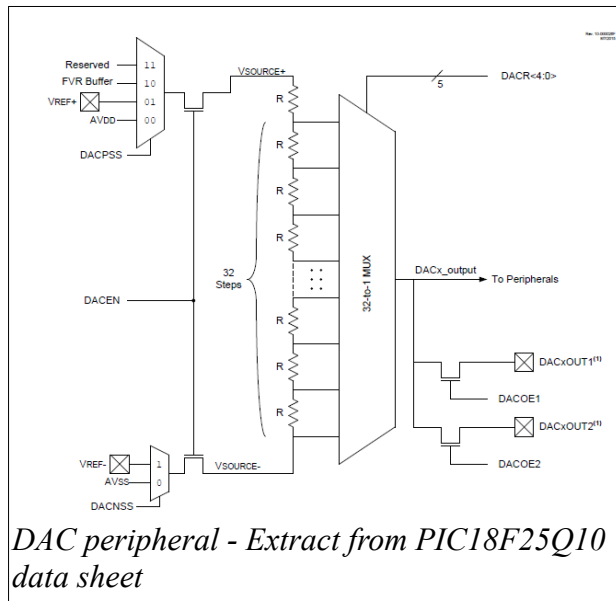 Reserved
FVR Buffer
VREF+
AVDD
11
10
01
00
DACPSS
VSOURCE+
R
R
R
R
32
Steps
R
R
R
DACEN
VREF-
AVSS
1
0
DACNSS
VSOURCE-
32-to-1 MUX
5
DACR<4:0>
DACx_output
To Peripherals
DACxOUT1(1)
DACOE1
DACxOUT2(1)
DACOE2
DAC peripheral - Extract from PIC18F25Q10
data sheet